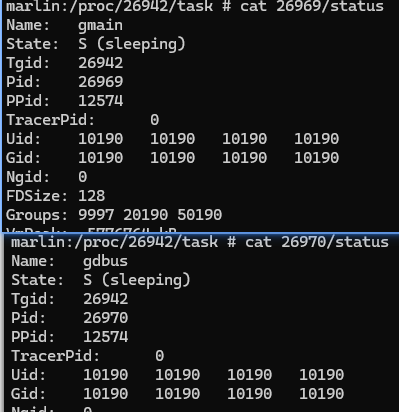 marlin:/proc/26942/task # cat 26969/status
Name: gmain
State: S (sleeping)
Tgid: 26942
Pid: 26969
PPid: 12574
TracerPid: 0
Uid: 10190 10190 10190 10190
Gid: 10190 10190 10190 10190
Ngid: 0
FDSize: 128
Groups: 9997 20190 50190
marlin:/proc/26942/task # cat 26970/status
Name: gdbus
State: S (sleeping)
Tgid: 26942
Pid: 26970
PPid: 12574
TracerPid: 0
Uid: 10190 10190 10190 10190
Gid: 10190 10190 10190 10190